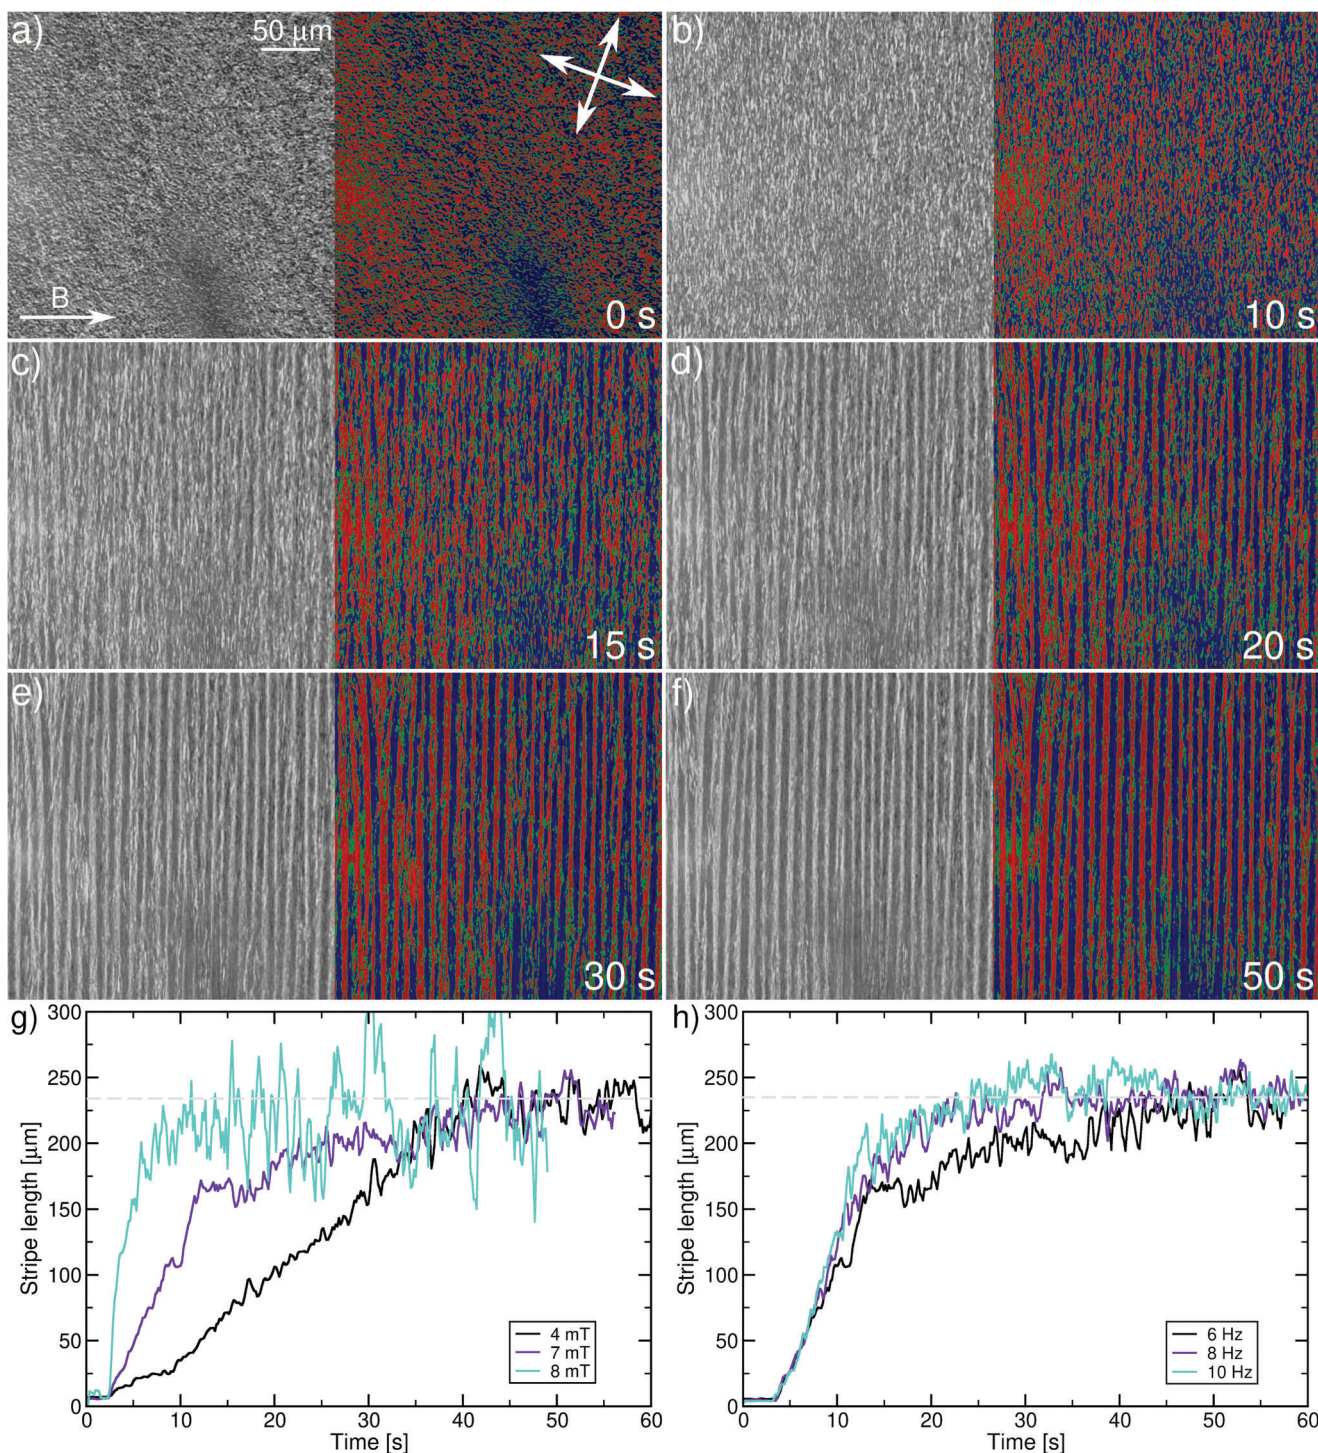 a)
50 μm
B
0 s
b)
10 s
c)
15 s
d)
20 s
e)
30 s
f)
50 s
g)
300
250
200
150
100
50
0
Stripe length [μm]
0 10 20 30 40 50 60
Time [s]
4 mT
7 mT
8 mT
h)
300
250
200
150
100
50
0
Stripe length [μm]
0 10 20 30 40 50 60
Time [s]
6 Hz
8 Hz
10 Hz